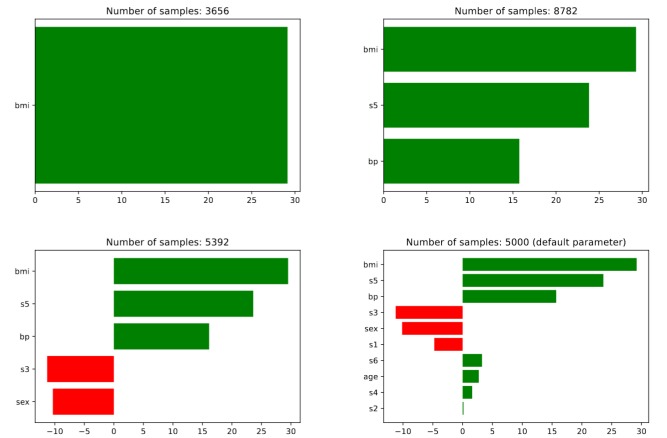 Number of samples: 3656
bmi
0 5 10 15 20 25 30
Number of samples: 8782
bmi
s5
bp
0 5 10 15 20 25 30
Number of samples: 5392
bmi
s5
bp
s3
sex
−10 −5 0 5 10 15 20 25 30
Number of samples: 5000 (default parameter)
bmi
s5
bp
s3
sex
s1
s6
age
s4
s2
−10 −5 0 5 10 15 20 25 30